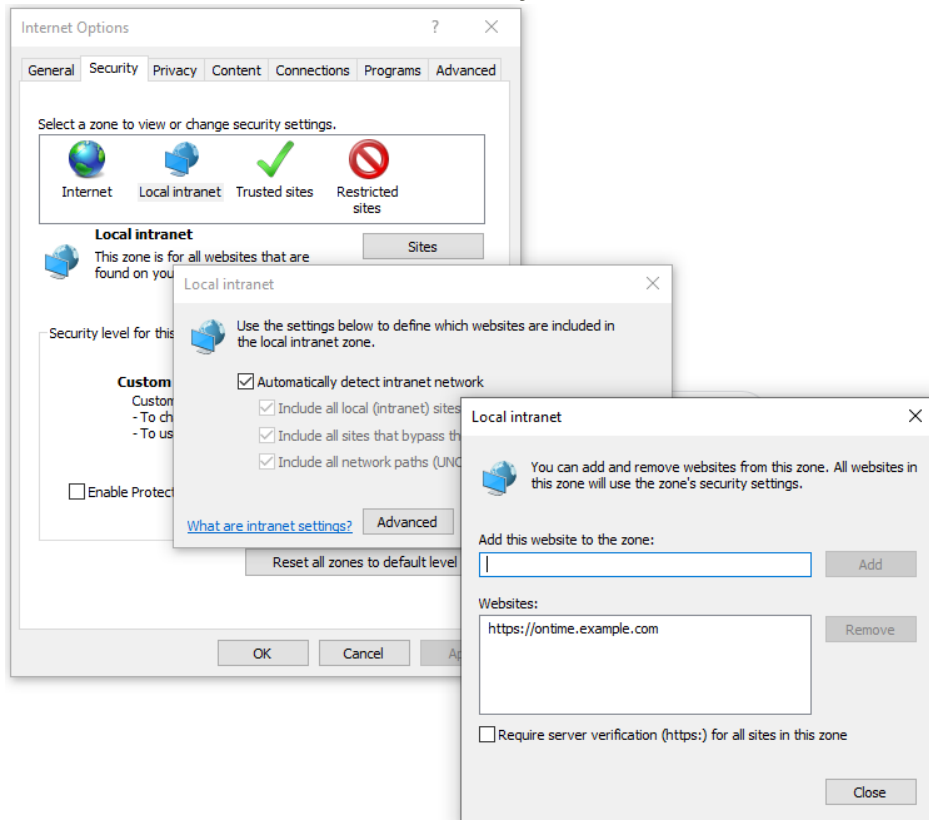 Internet Options
?
General Security Privacy Content Connections Programs Advanced
Select a zone to view or change security settings.
Internet Local intranet Trusted sites Restricted
sites
Local intranet
This zone is for all websites that are
found on you
Sites
Security level for this
Custom
Custom
- To ch
- To us
Enable Protec
Reset all zones to default level
OK Cancel
Local intranet
Use the settings below to define which websites are included in
the local intranet zone.
Automatically detect intranet network
Include all local (intranet) sites
Include all sites that bypass th
Include all network paths (UNC
What are intranet settings? Advanced
Local intranet
You can add and remove websites from this zone. All websites in
this zone will use the zone's security settings.
Add this website to the zone:
Add
Websites:
https://ontime.example.com
Remove
Require server verification (https:) for all sites in this zone
Close